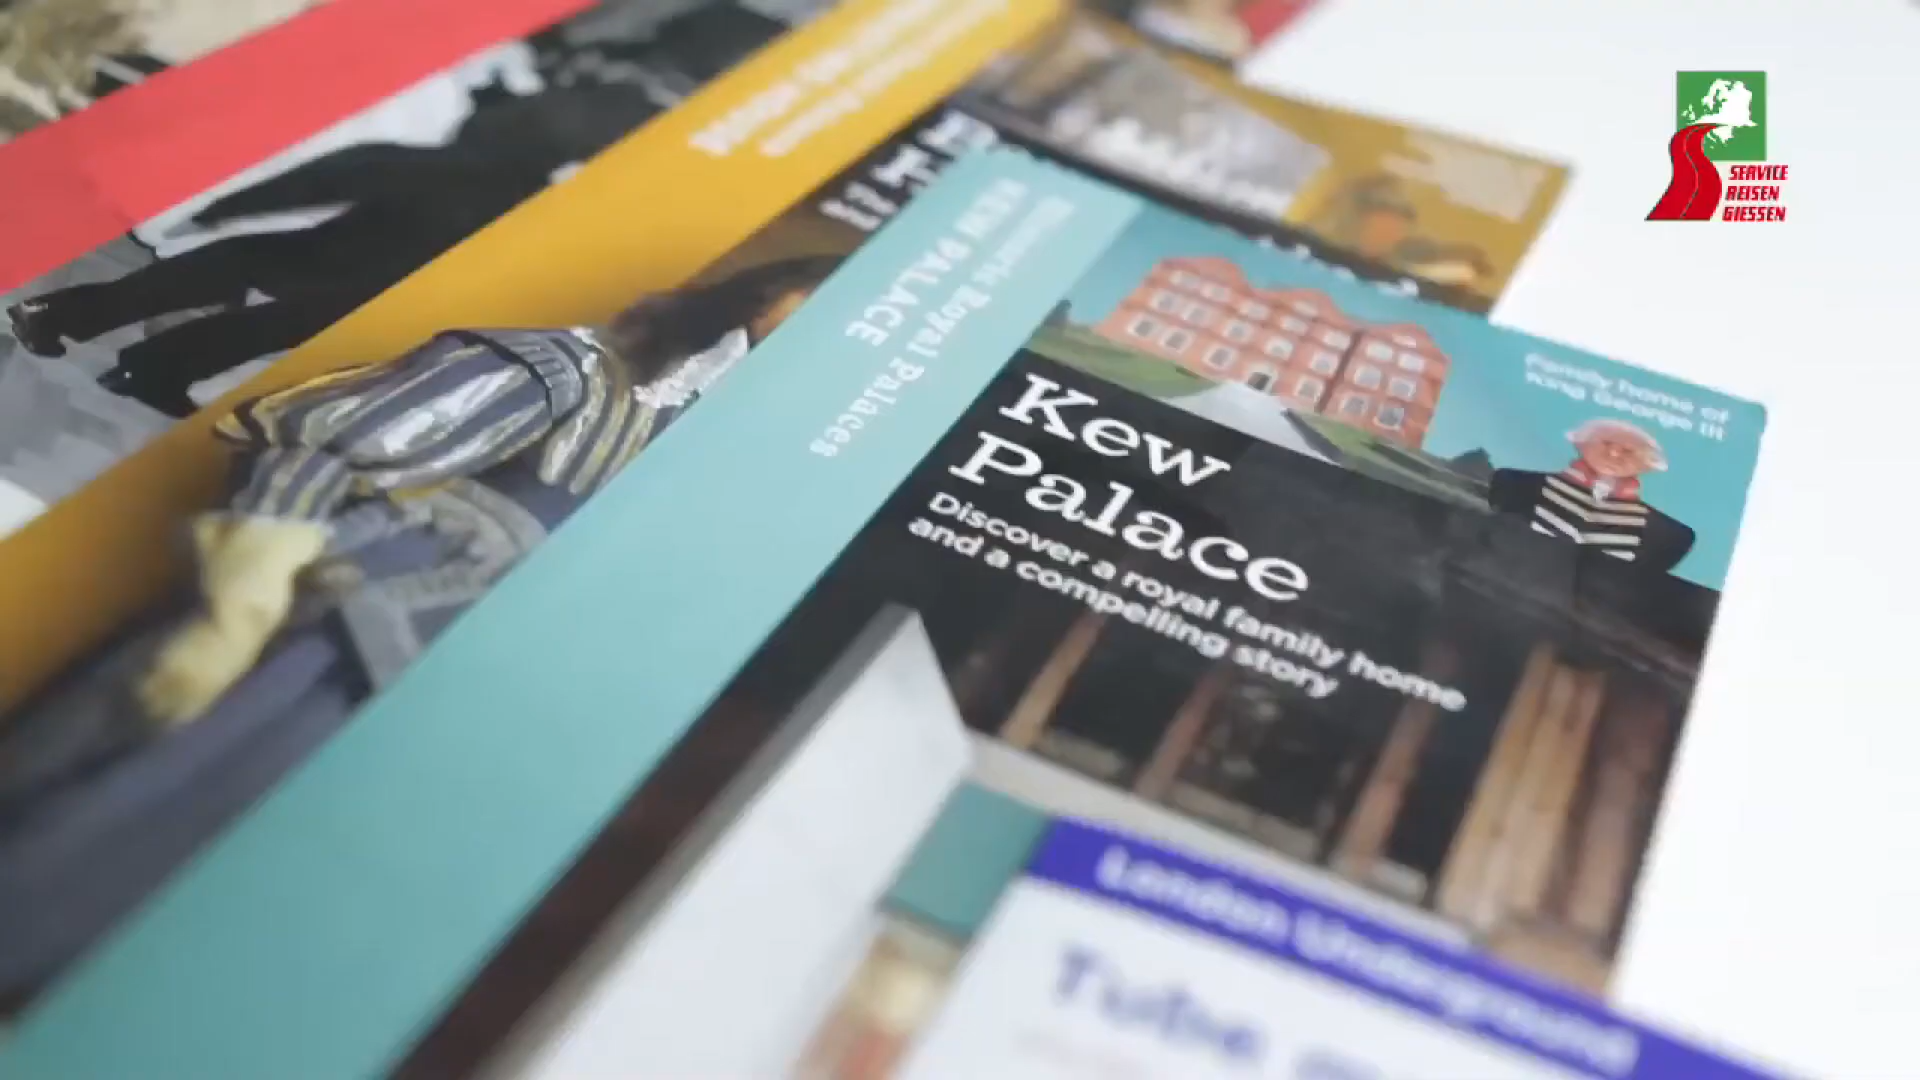 SERVICE
REISEN
GIESSEN
Historic Royal Palaces
KEW PALACE
Family home of
King George III
Kew
Palace
Discover a royal family home
and a compelling story
London Underground
Tube